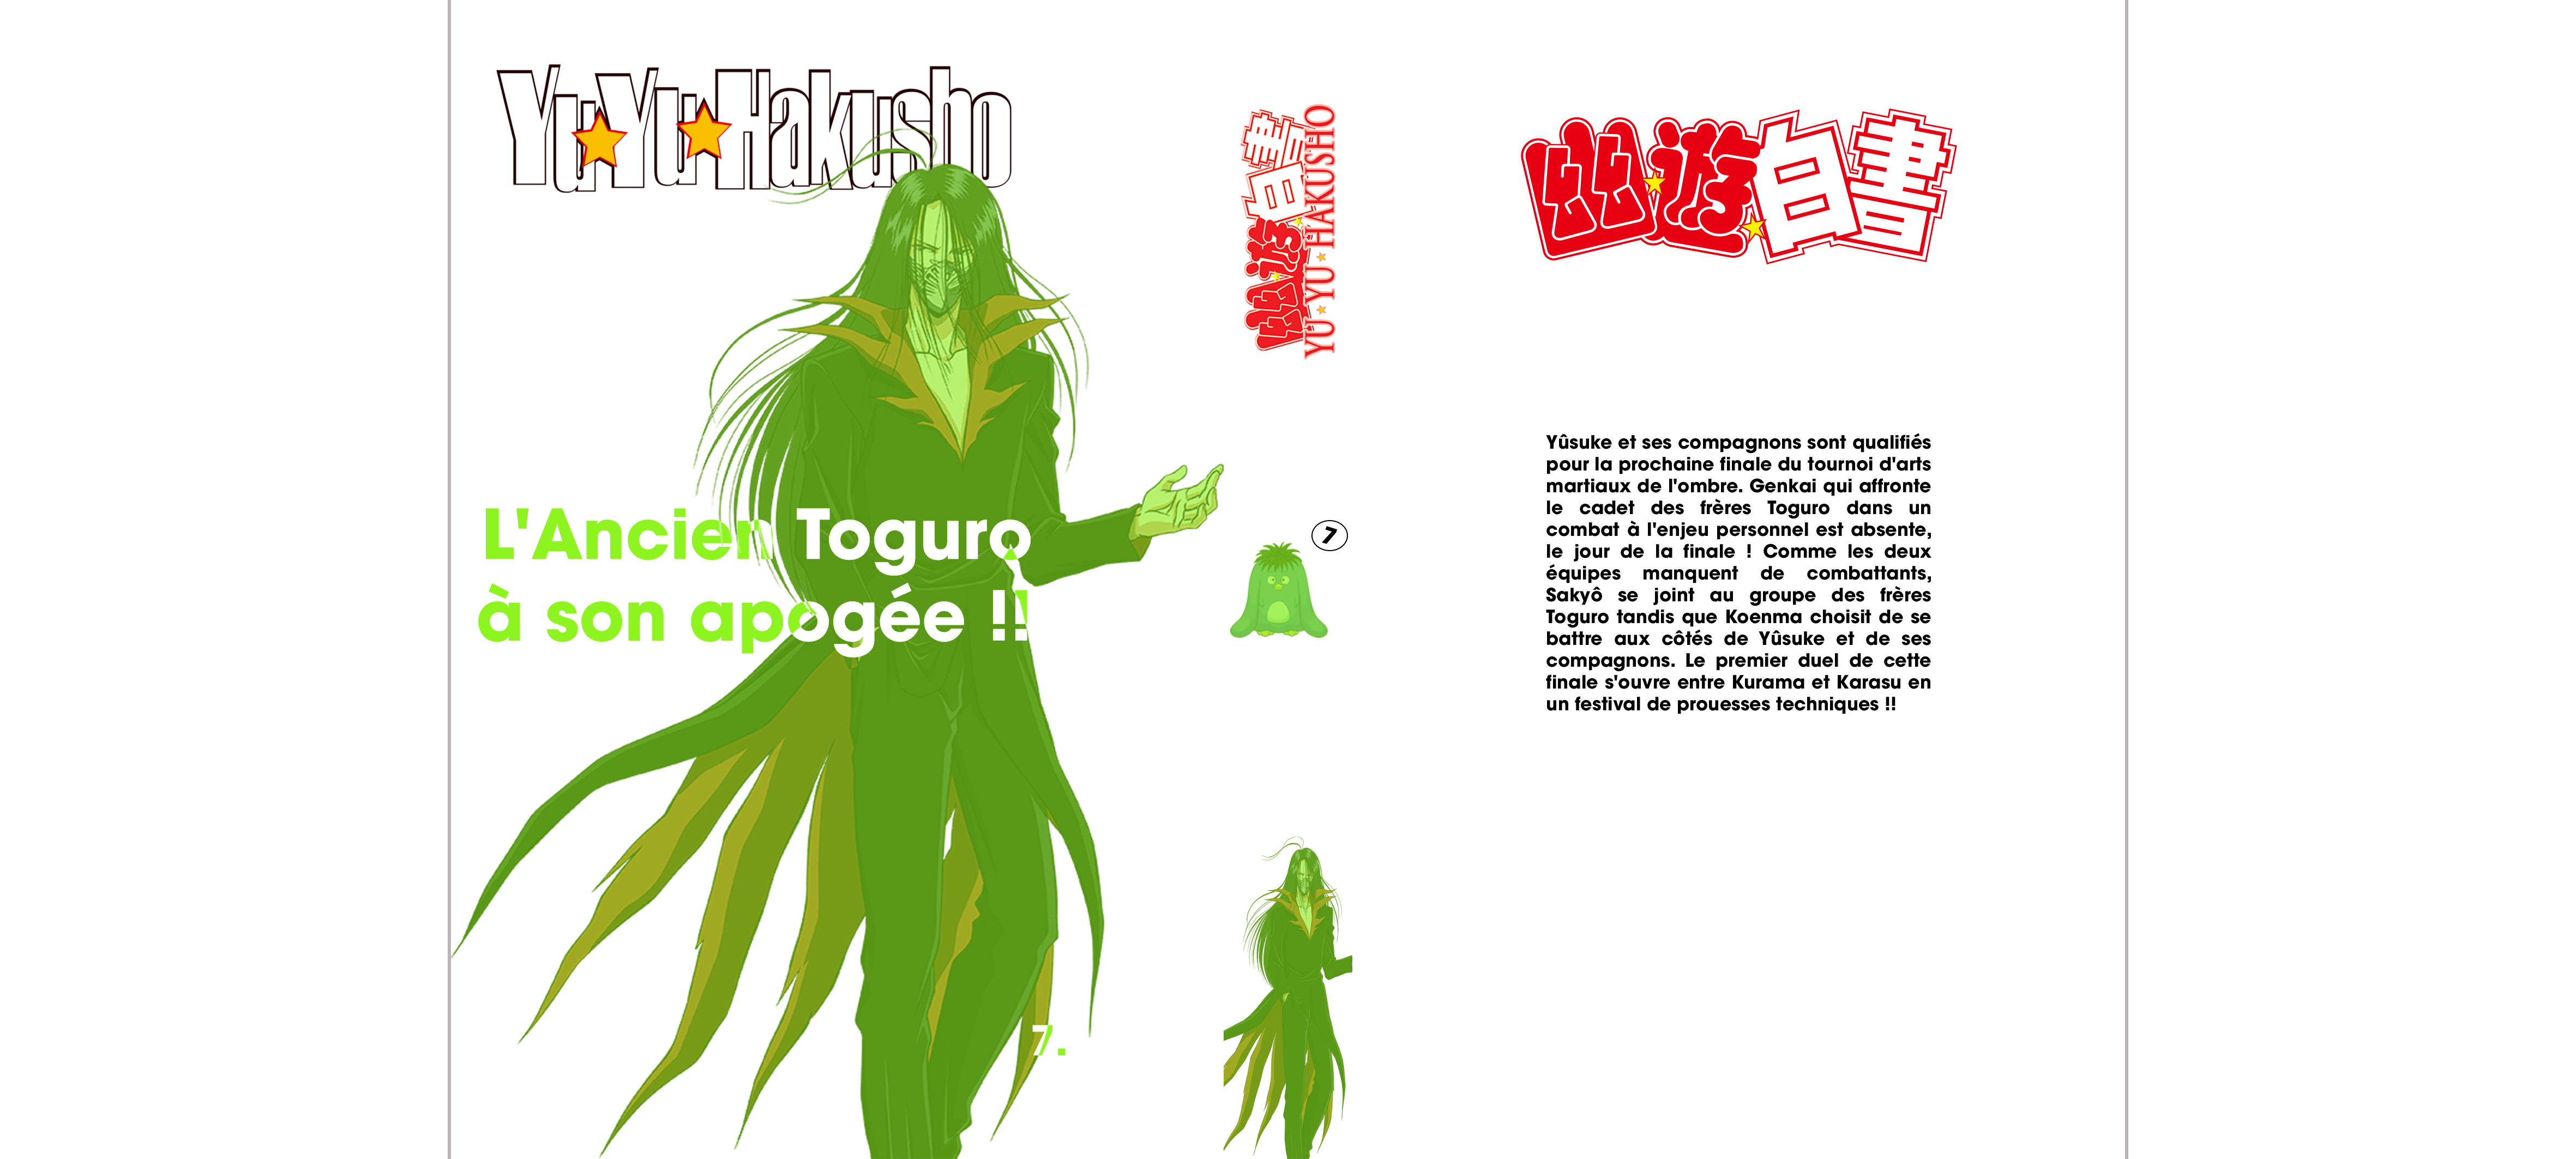 Yu Yu Hakusho
L'Ancien Toguro
à son apogée !!
7.
幽遊白書
YU YU HAKUSHO
7
幽遊白書
Yûsuke et ses compagnons sont qualifiés
pour la prochaine finale du tournoi d'arts
martiaux de l'ombre. Genkai qui affronte
le cadet des frères Toguro dans un
combat à l'enjeu personnel est absente,
le jour de la finale ! Comme les deux
équipes manquent de combattants,
Sakyô se joint au groupe des frères
Toguro tandis que Koenma choisit de se
battre aux côtés de Yûsuke et de ses
compagnons. Le premier duel de cette
finale s'ouvre entre Kurama et Karasu en
un festival de prouesses techniques !!